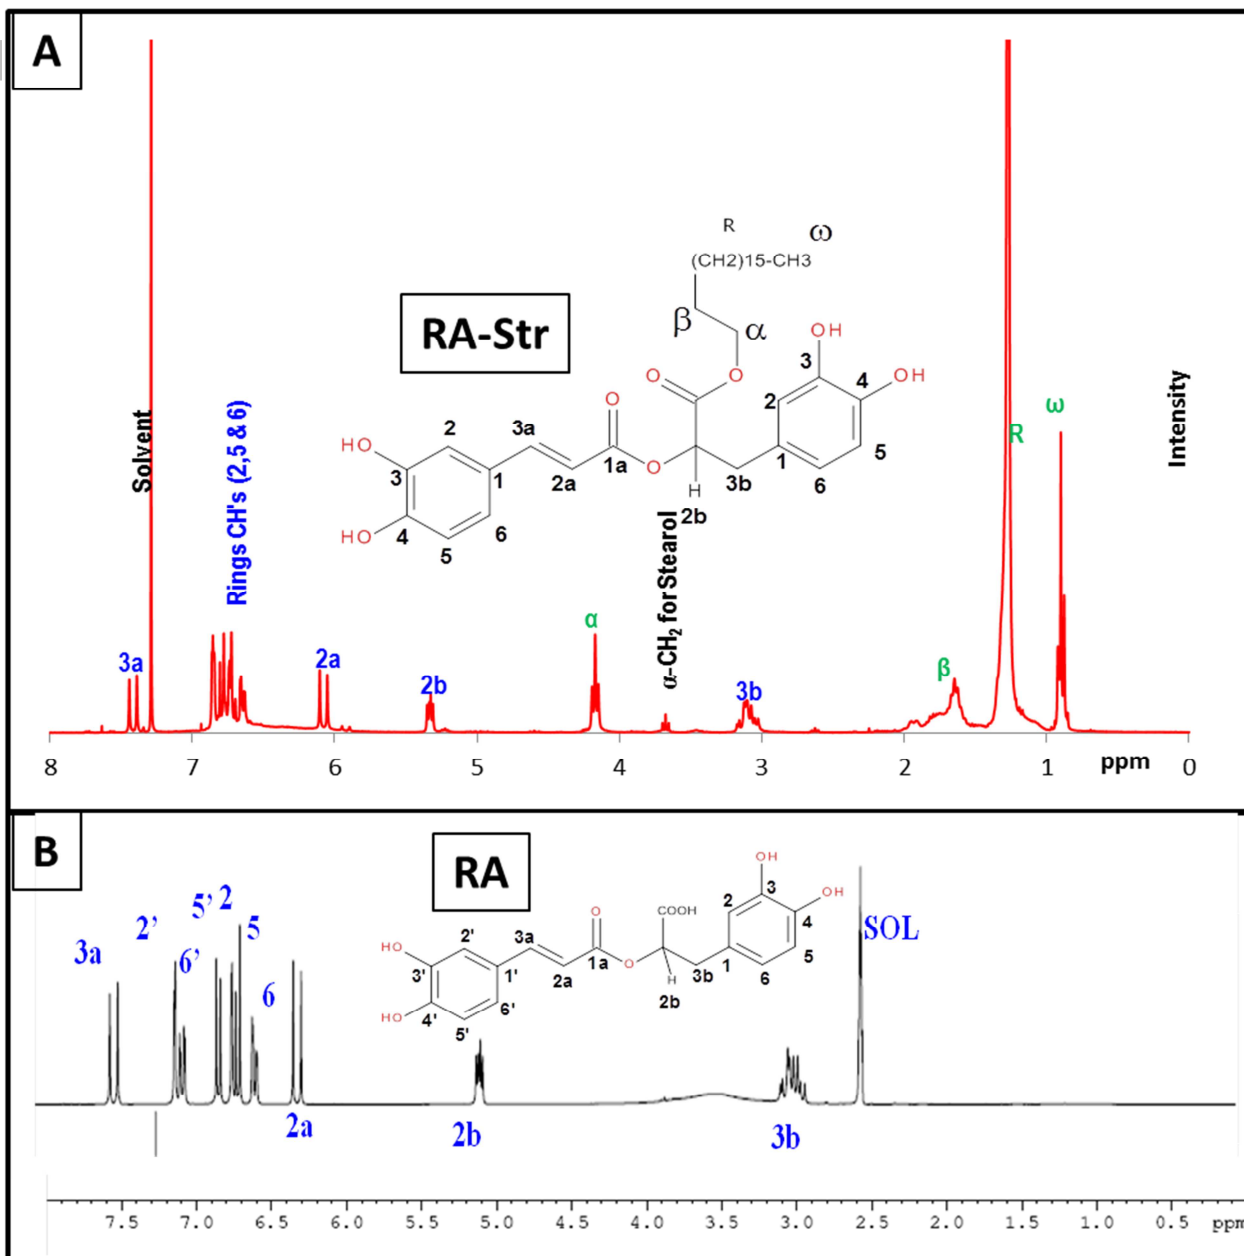 A
R
ω
(CH2)15-CH3
RA-Str
β
α
OH
3
4
OH
O
O
O
2
1
5
6
3b
H
2b
HO
2
3a
3
1
1a
O
2a
HO
4
6
5
Solvent
Rings CH's (2,5 & 6)
α-CH₂ for Stearol
Intensity
3a
2a
2b
α
3b
β
R
ω
8 7 6 5 4 3 2 1 ppm 0
B
RA
OH
3
2
4
OH
COOH
O
1
5
6
3b
H
2b
HO
2'
3a
3'
1'
1a
O
2a
HO
4'
6'
5'
3a
2'
6'
5'
2
5
6
SOL
2a
2b
3b
7.5 7.0 6.5 6.0 5.5 5.0 4.5 4.0 3.5 3.0 2.5 2.0 1.5 1.0 0.5 ppm